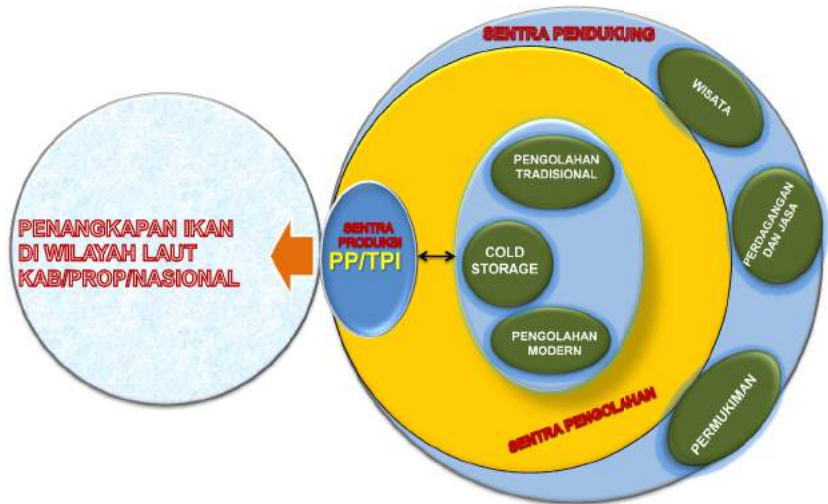 SENTRA PENDUKUNG
WISATA
PERDAGANGAN
DAN JASA
PERMUKIMAN
PENANGKAPAN IKAN
DI WILAYAH LAUT
KAB/PROP/NASIONAL
SENTRA
PRODUKSI
PP/TPI
PENGOLAHAN
TRADISIONAL
COLD
STORAGE
PENGOLAHAN
MODERN
SENTRA PENGOLAHAN